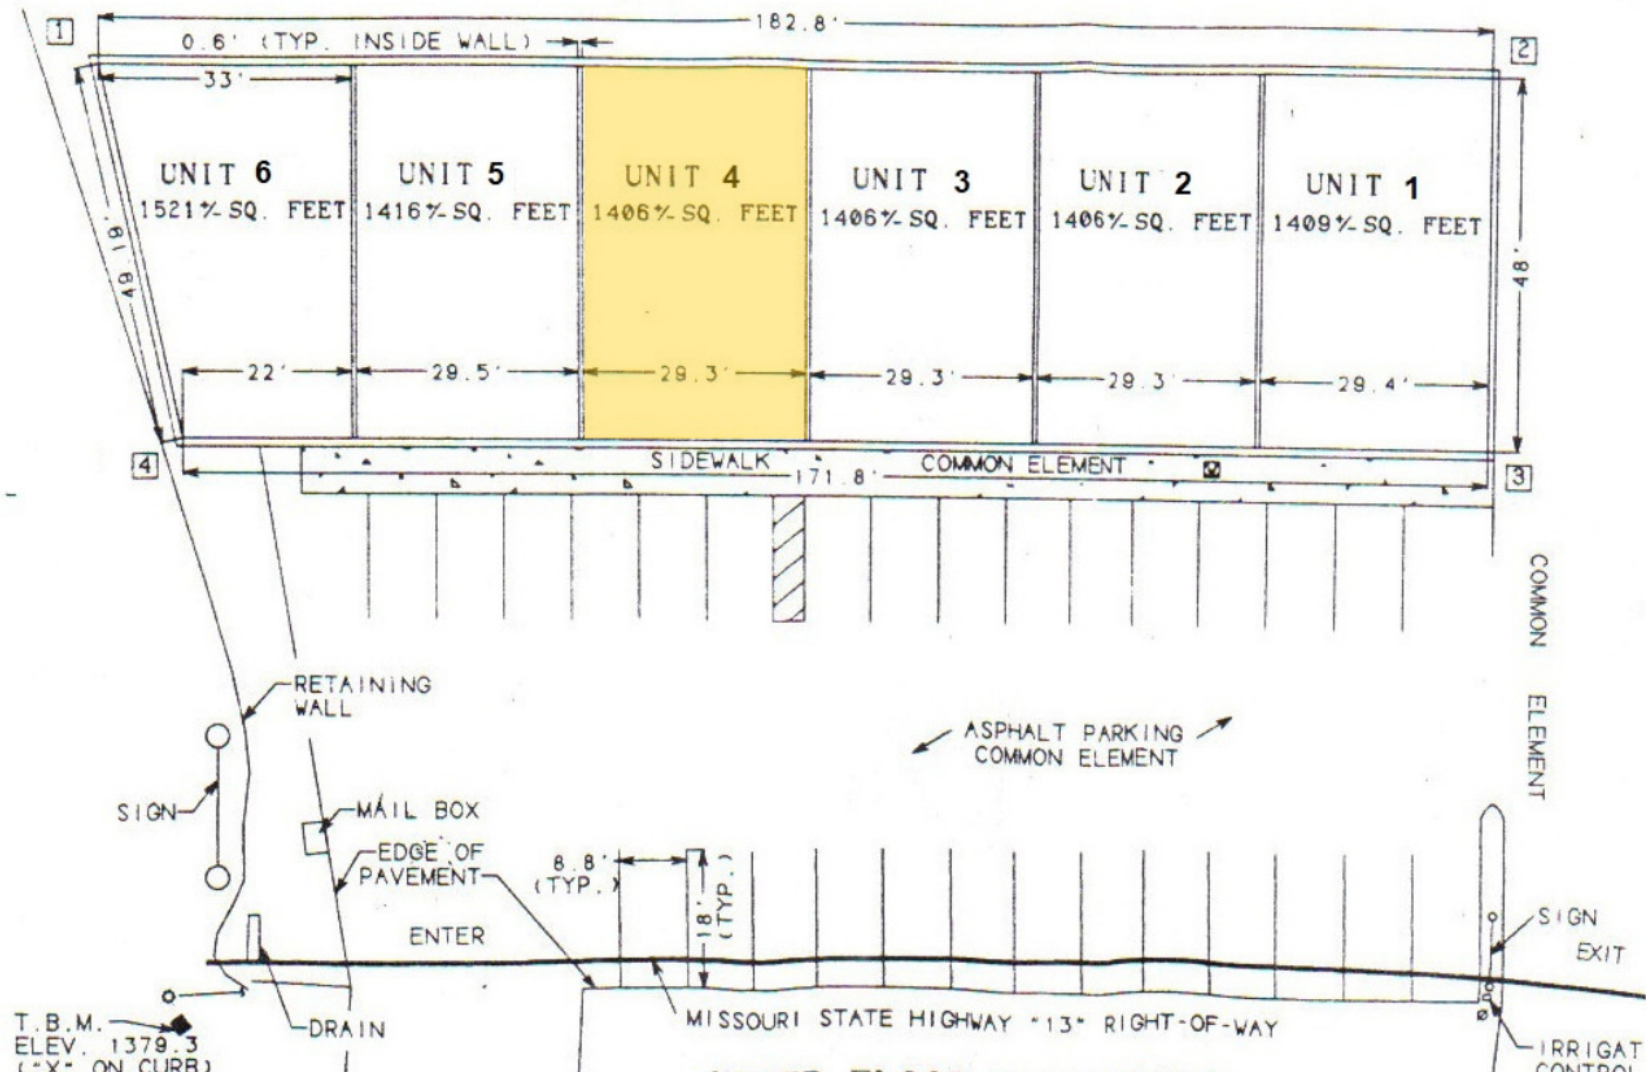 1
182.8'
2
0.6' (TYP. INSIDE WALL)
33'
UNIT 6
1521%SQ. FEET
UNIT 5
1416%SQ. FEET
UNIT 4
1406%SQ. FEET
UNIT 3
1406%SQ. FEET
UNIT 2
1406%SQ. FEET
UNIT 1
1409%SQ. FEET
49.18'
48'
22'
29.5'
29.3'
29.3'
29.3'
29.4'
4
SIDEWALK
COMMON ELEMENT
171.8'
3
COMMON ELEMENT
RETAINING
WALL
ASPHALT PARKING
COMMON ELEMENT
SIGN
MAIL BOX
EDGE OF
PAVEMENT
8.8'
(TYP.)
18'
(TYP.)
ENTER
SIGN
EXIT
T.B.M.
ELEV. 1379.3
("X" ON CURB)
DRAIN
MISSOURI STATE HIGHWAY "13" RIGHT-OF-WAY
IRRIGAT
CONTROL